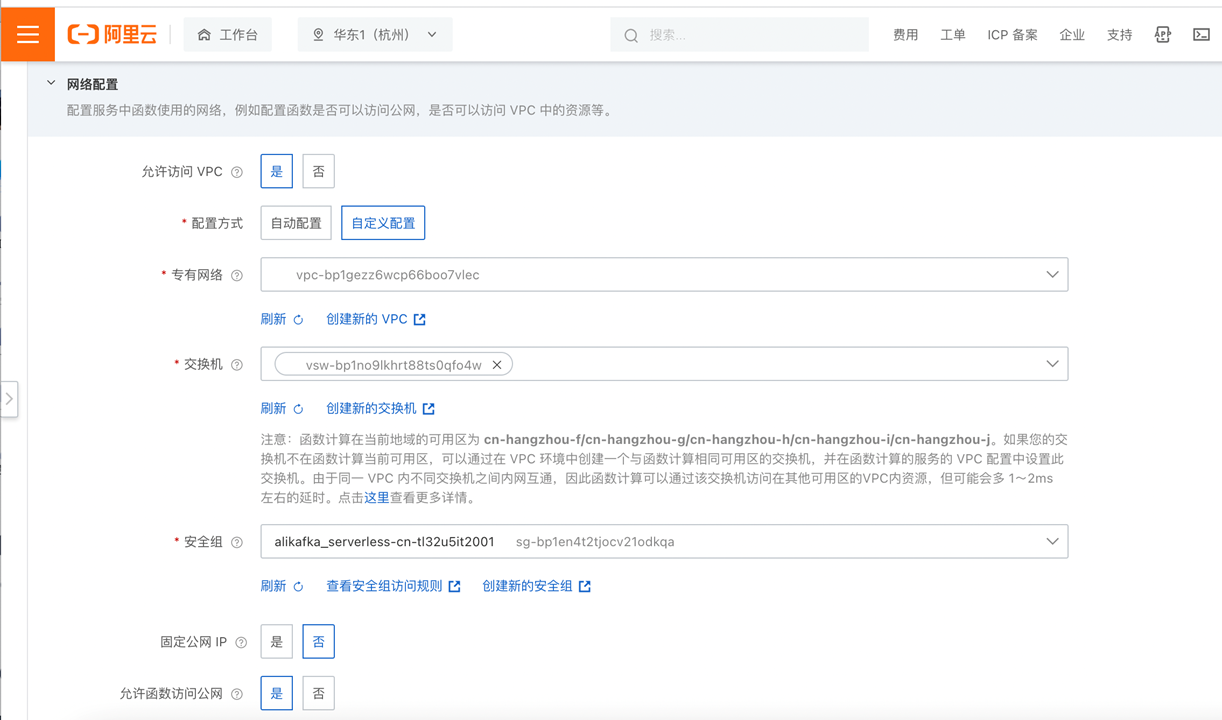 阿里云
工作台
华东1（杭州）
搜索...
费用
工单
ICP 备案
企业
支持
网络配置
配置服务中函数使用的网络，例如配置函数是否可以访问公网，是否可以访问 VPC 中的资源等。
允许访问 VPC
是
否
* 配置方式
自动配置
自定义配置
* 专有网络
vpc-bp1gezz6wcp66boo7vlec
刷新
创建新的 VPC
* 交换机
vsw-bp1no9lkhrt88ts0qfo4w
刷新
创建新的交换机
注意：函数计算在当前地域的可用区为 cn-hangzhou-f/cn-hangzhou-g/cn-hangzhou-h/cn-hangzhou-i/cn-hangzhou-j。如果您的交
换机不在函数计算当前可用区，可以通过在 VPC 环境中创建一个与函数计算相同可用区的交换机，并在函数计算的服务的 VPC 配置中设置此
交换机。由于同一 VPC 内不同交换机之间内网互通，因此函数计算可以通过该交换机访问在其他可用区的VPC内资源，但可能会多 1～2ms
左右的延时。点击这里查看更多详情。
* 安全组
alikafka_serverless-cn-tl32u5it2001 sg-bp1en4t2tjocv21odkqa
刷新
查看安全组访问规则
创建新的安全组
固定公网 IP
是
否
允许函数访问公网
是
否